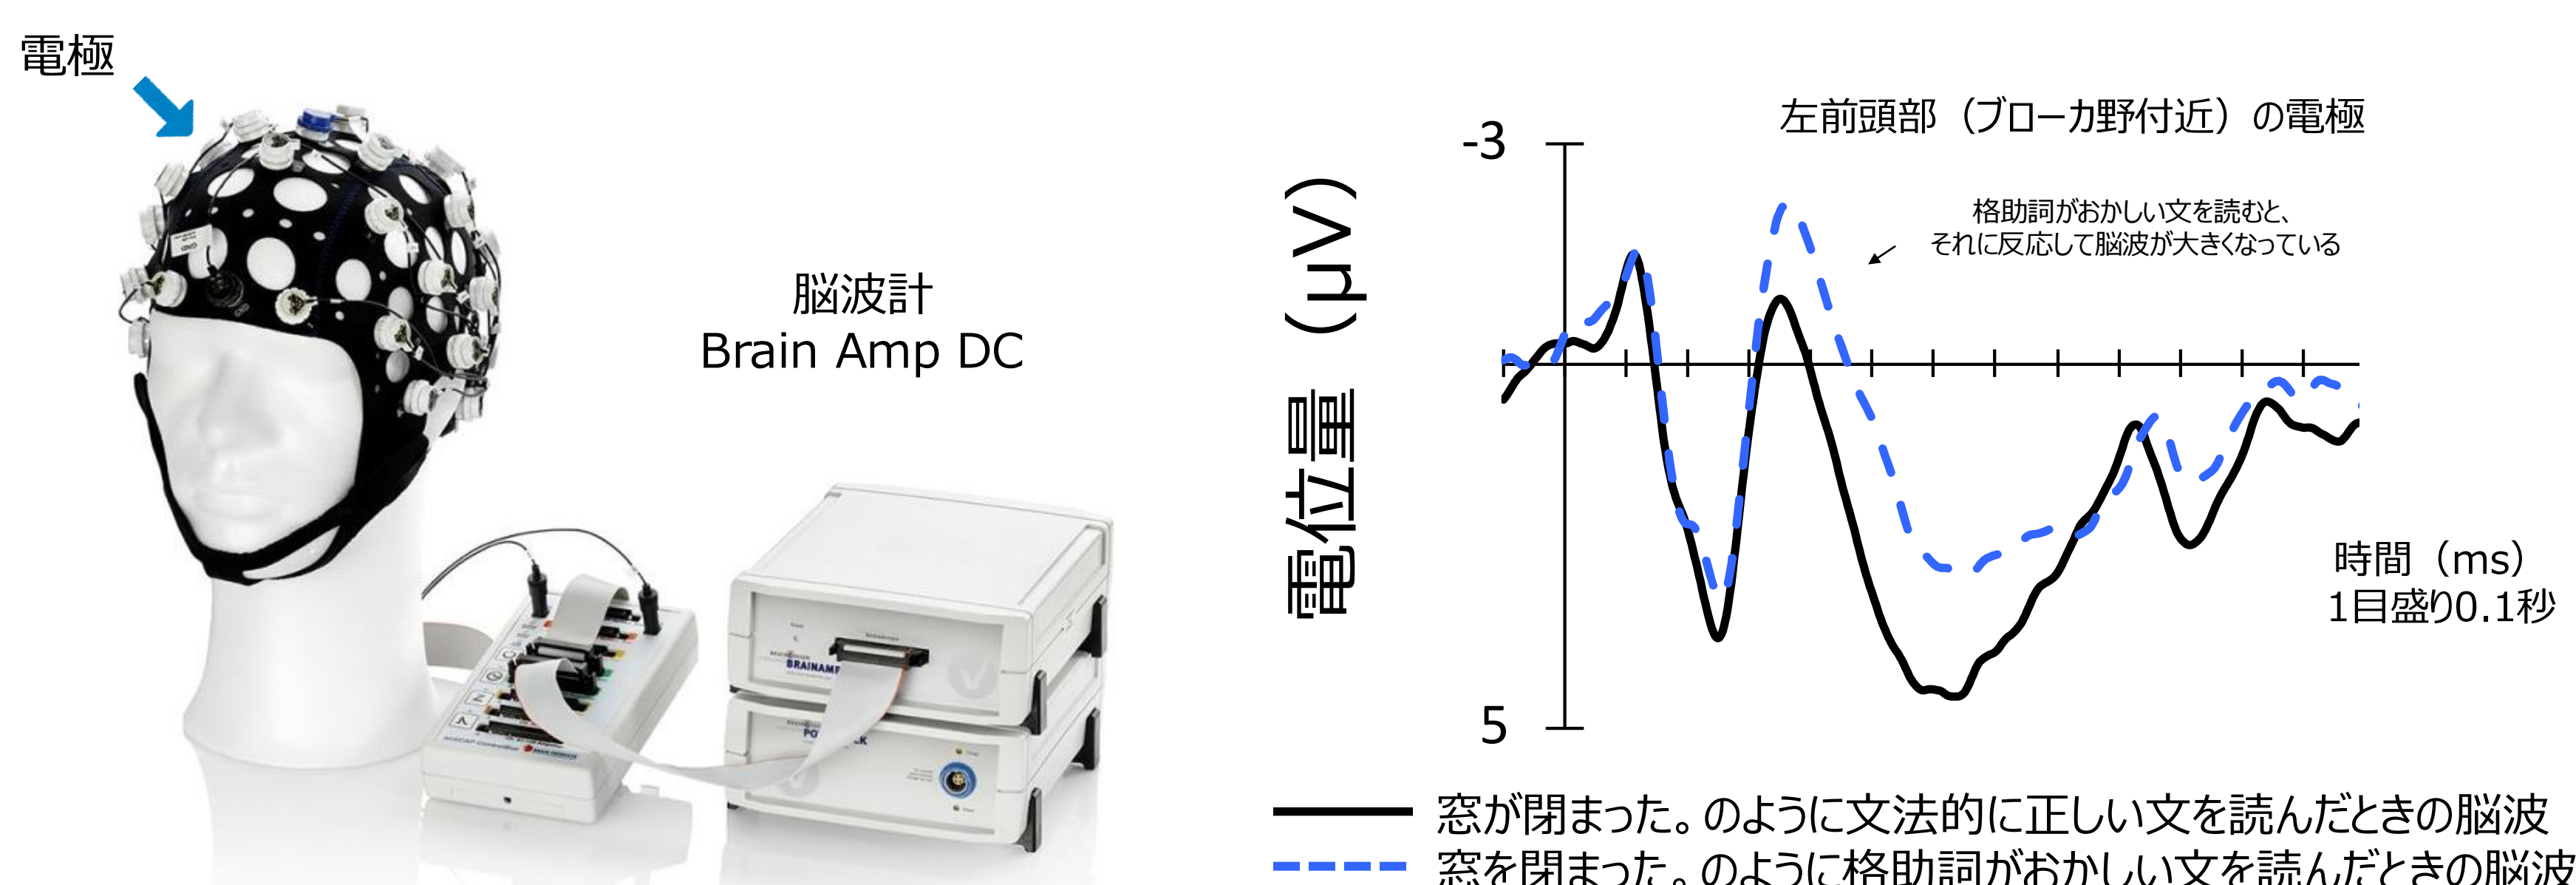 電極
脳波計
Brain Amp DC
GND
GND
BRAINAMP
左前頭部（ブローカ野付近）の電極
-3
格助詞がおかしい文を読むと、
それに反応して脳波が大きくなっている
電位量（μV）
5
時間（ms）
1目盛り0.1秒
窓が閉まった。のように文法的に正しい文を読んだときの脳波
窓を閉まった。のように格助詞がおかしい文を読んだときの脳波